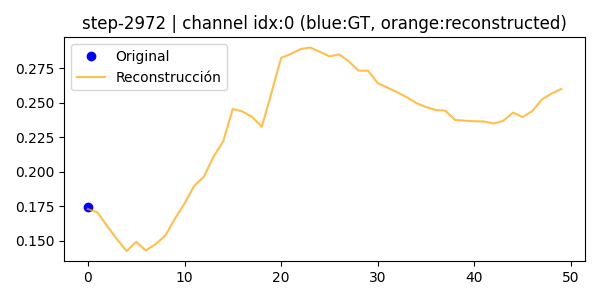 step-2972 | channel idx:0 (blue:GT, orange:reconstructed)
Original
Reconstrucción
0.275
0.250
0.225
0.200
0.175
0.150
0 10 20 30 40 50